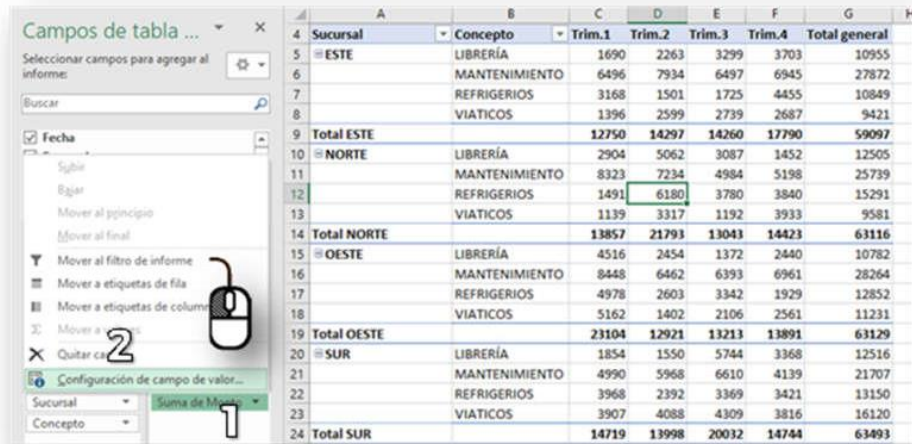 Campos de tabla ...
Seleccionar campos para agregar al
informe:
Buscar
Fecha
Subir
Bajar
Mover al principio
Mover al final
Mover al filtro de informe
Mover a etiquetas de fila
Mover a etiquetas de colum
Mover a
2
Quitar ca
Configuración de campo de valor...
Sucursal Suma de Monto
1
Concepto
A B C D E F G H
4 Sucursal Concepto Trim.1 Trim.2 Trim.3 Trim.4 Total general
5 ESTE LIBRERÍA 1690 2263 3299 3703 10955
6 MANTENIMIENTO 6496 7934 6497 6945 27872
7 REFRIGERIOS 3168 1501 1725 4455 10849
8 VIATICOS 1396 2599 2739 2687 9421
9 Total ESTE 12750 14297 14260 17790 59097
10 NORTE LIBRERÍA 2904 5062 3087 1452 12505
11 MANTENIMIENTO 8323 7234 4984 5198 25739
12 REFRIGERIOS 1491 6180 3780 3840 15291
13 VIATICOS 1139 3317 1192 3933 9581
14 Total NORTE 13857 21793 13043 14423 63116
15 OESTE LIBRERÍA 4516 2454 1372 2440 10782
16 MANTENIMIENTO 8448 6462 6393 6961 28264
17 REFRIGERIOS 4978 2603 3342 1929 12852
18 VIATICOS 5162 1402 2106 2561 11231
19 Total OESTE 23104 12921 13213 13891 63129
20 SUR LIBRERÍA 1854 1550 5744 3368 12516
21 MANTENIMIENTO 4990 5968 6610 4139 21707
22 REFRIGERIOS 3968 2392 3369 3421 13150
23 VIATICOS 3907 4088 4309 3816 16120
24 Total SUR 14719 13998 20032 14744 63493